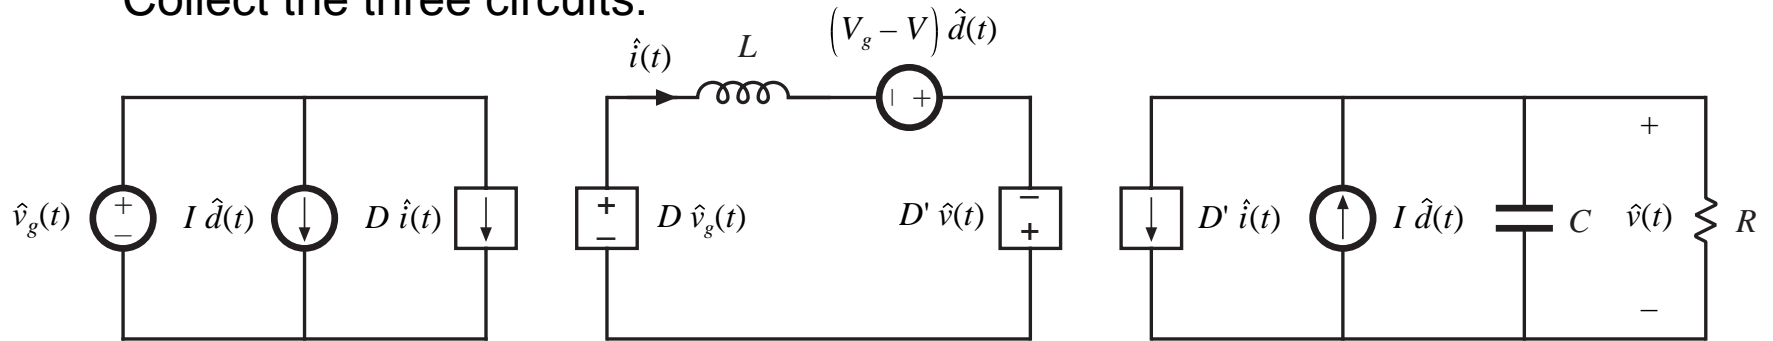 Collect the three circuits:
î(t)
L
(V_g – V) d̂(t)
+
–
v̂_g(t)
+
–
I d̂(t)
D î(t)
+
–
D v̂_g(t)
D' v̂(t)
–
+
D' î(t)
I d̂(t)
C
+
v̂(t)
–
R